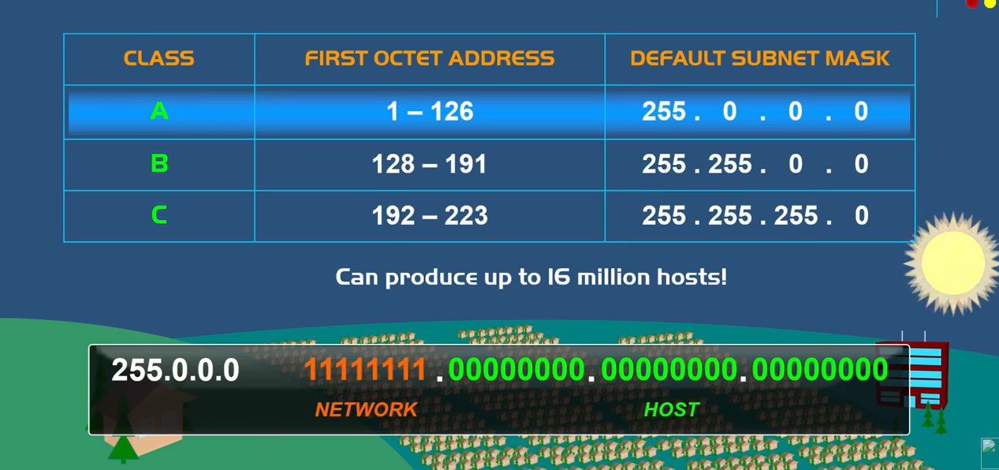 CLASS FIRST OCTET ADDRESS DEFAULT SUBNET MASK
A 1 – 126 255 . 0 . 0 . 0
B 128 – 191 255 . 255 . 0 . 0
C 192 – 223 255 . 255 . 255 . 0
Can produce up to 16 million hosts!
255.0.0.0 11111111 . 00000000 . 00000000 . 00000000
NETWORK HOST